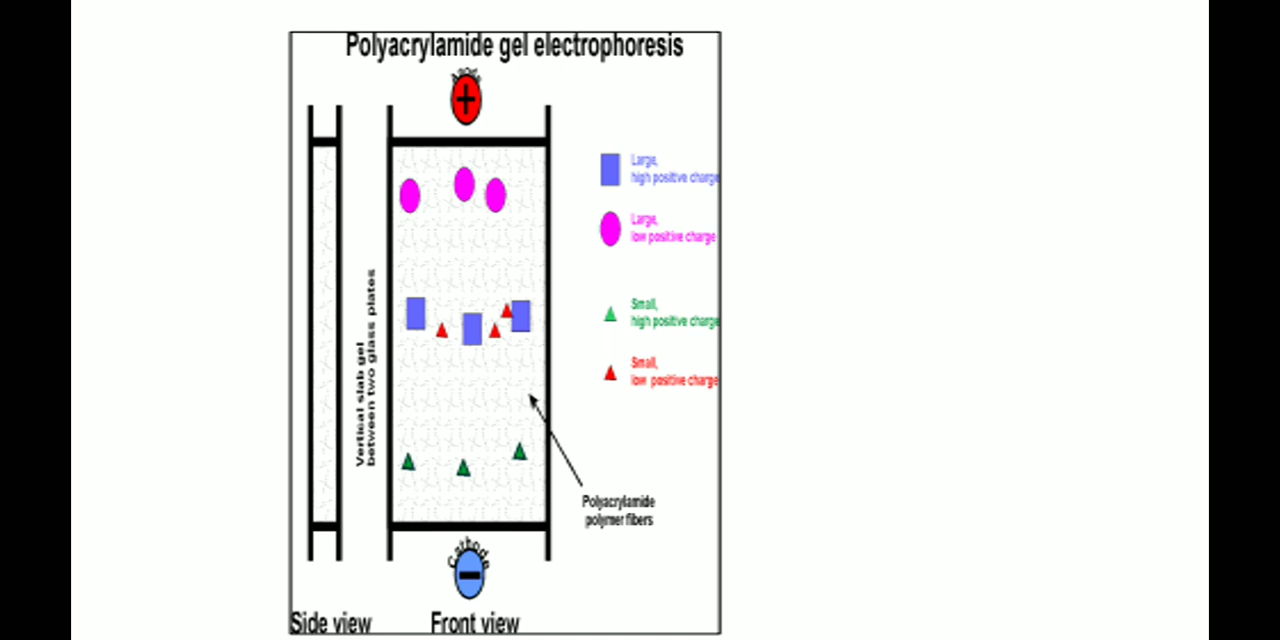 Polyacrylamide gel electrophoresis
Anode
+
Large,
high positive charge
Large,
low positive charge
Vertical slab gel
between two glass plates
Small,
high positive charge
Small,
low positive charge
Polyacrylamide
polymer fibers
Cathode
Side view
Front view